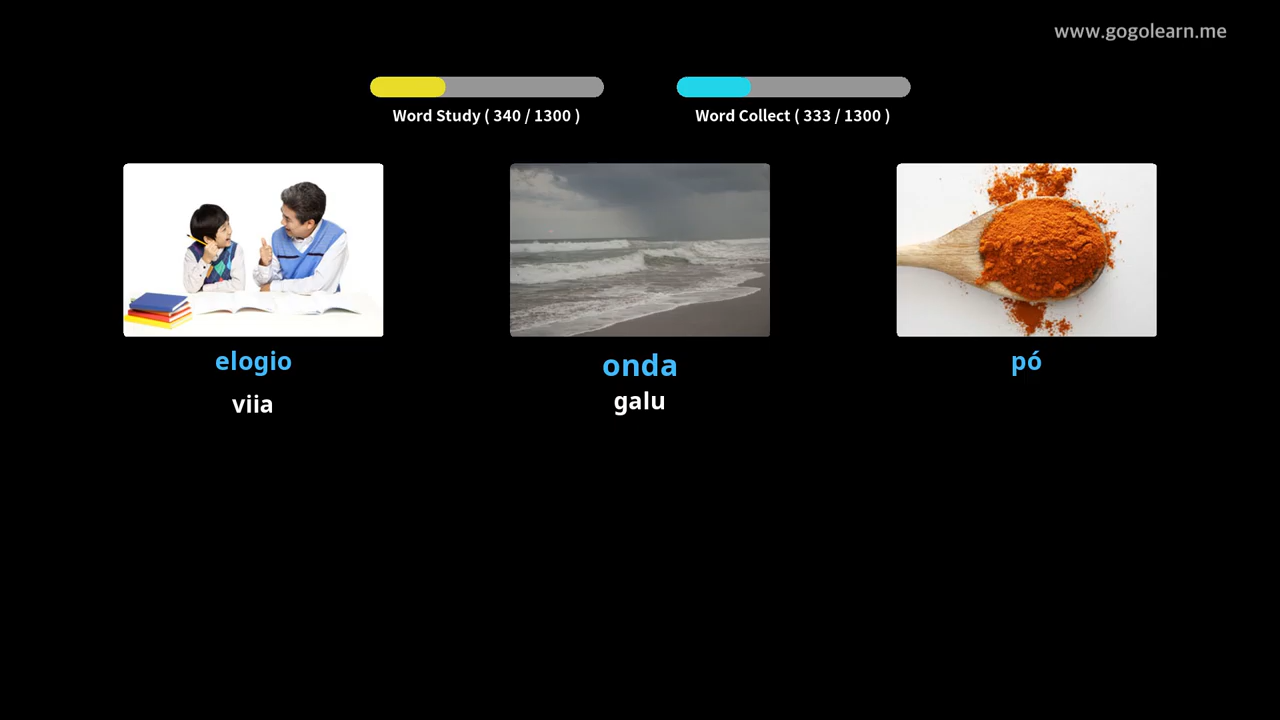 www.gogolearn.me
Word Study ( 340 / 1300 )
Word Collect ( 333 / 1300 )
elogio
viia
onda
galu
pó